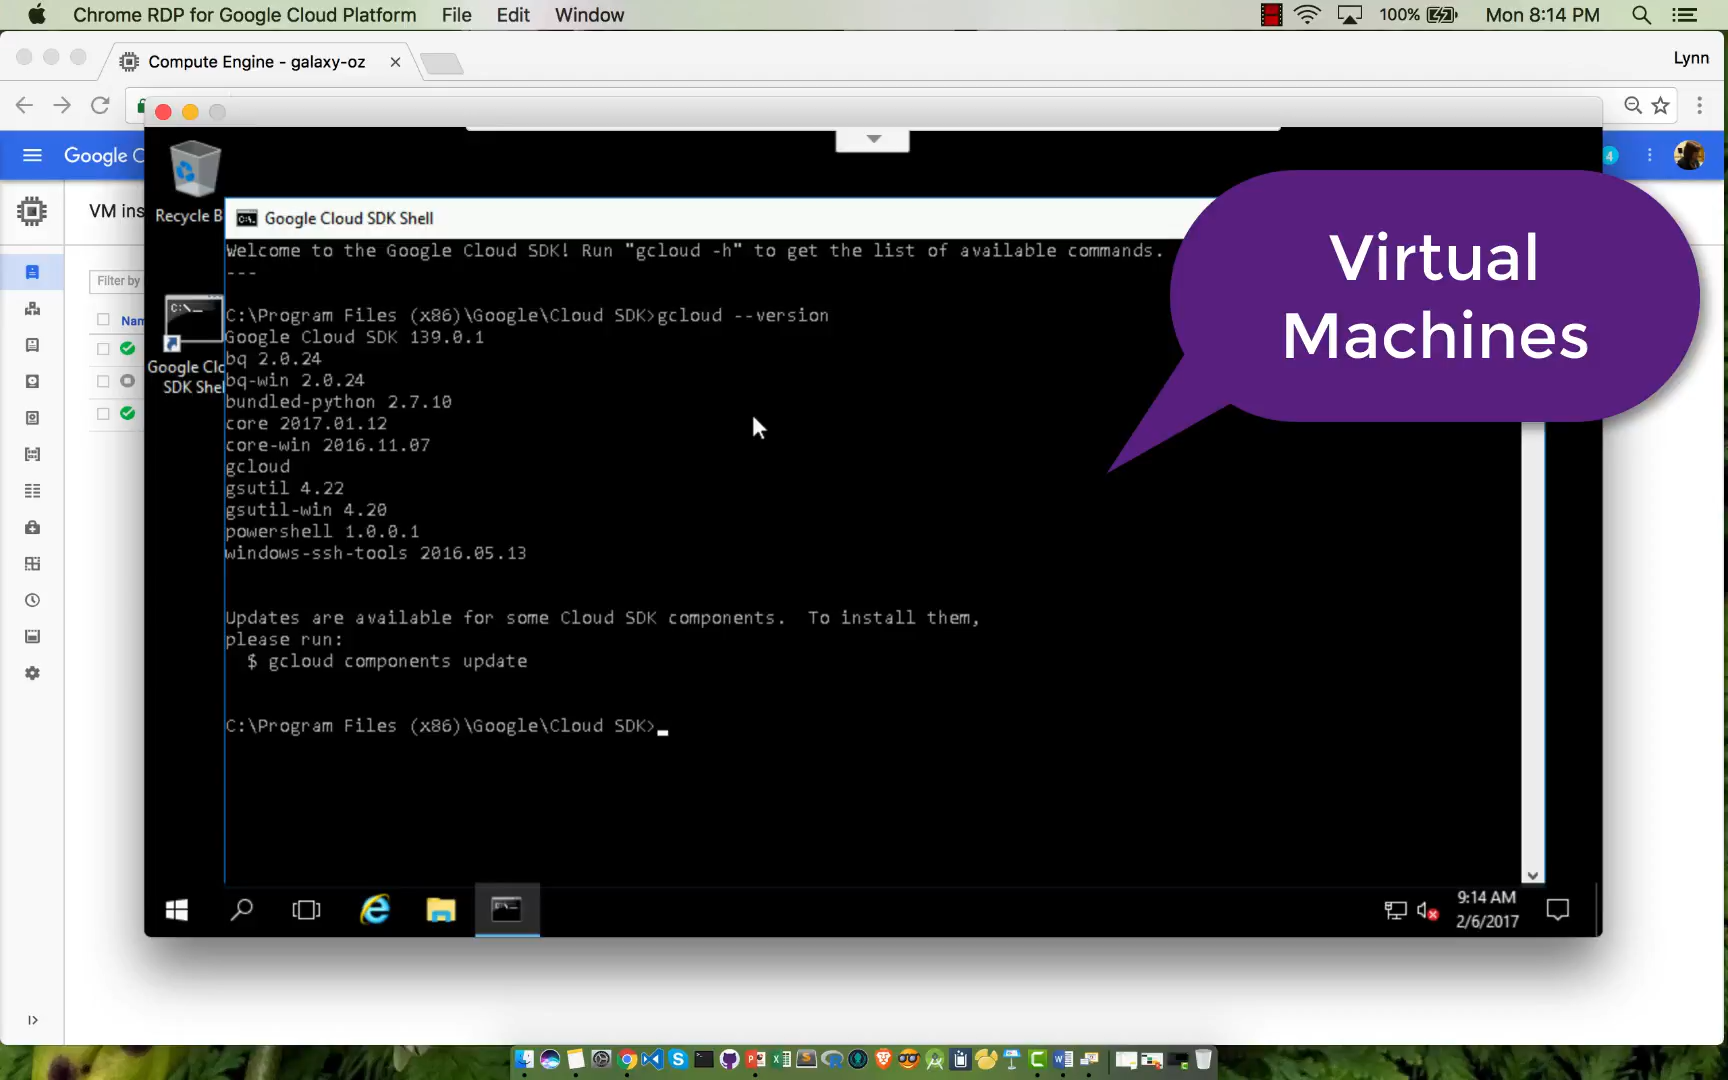 Chrome RDP for Google Cloud Platform File Edit Window 100% Mon 8:14 PM
Compute Engine - galaxy-oz Lynn
Google C 4
VM ins
Filter by
Nam
Recycle B
Google Clo
SDK She
Google Cloud SDK Shell
Welcome to the Google Cloud SDK! Run "gcloud -h" to get the list of available commands.
---
C:\Program Files (x86)\Google\Cloud SDK>gcloud --version
Google Cloud SDK 139.0.1
bq 2.0.24
bq-win 2.0.24
bundled-python 2.7.10
core 2017.01.12
core-win 2016.11.07
gcloud
gsutil 4.22
gsutil-win 4.20
powershell 1.0.0.1
windows-ssh-tools 2016.05.13
Updates are available for some Cloud SDK components. To install them,
please run:
$ gcloud components update
C:\Program Files (x86)\Google\Cloud SDK>
Virtual
Machines
9:14 AM
2/6/2017